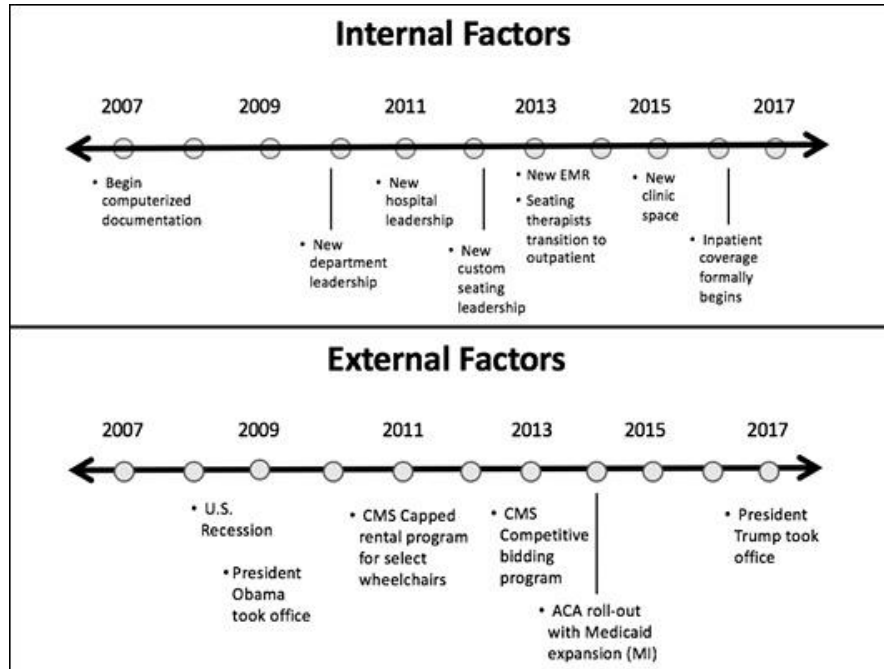 Internal Factors
2007 2009 2011 2013 2015 2017
• Begin
computerized
documentation
• New
department
leadership
• New
hospital
leadership
• New
custom
seating
leadership
• New EMR
• Seating
therapists
transition to
outpatient
• New
clinic
space
• Inpatient
coverage
formally
begins
External Factors
2007 2009 2011 2013 2015 2017
• U.S.
Recession
• President
Obama
took office
• CMS Capped
rental program
for select
wheelchairs
• CMS
Competitive
bidding
program
• ACA roll-out
with Medicaid
expansion (MI)
• President
Trump took
office